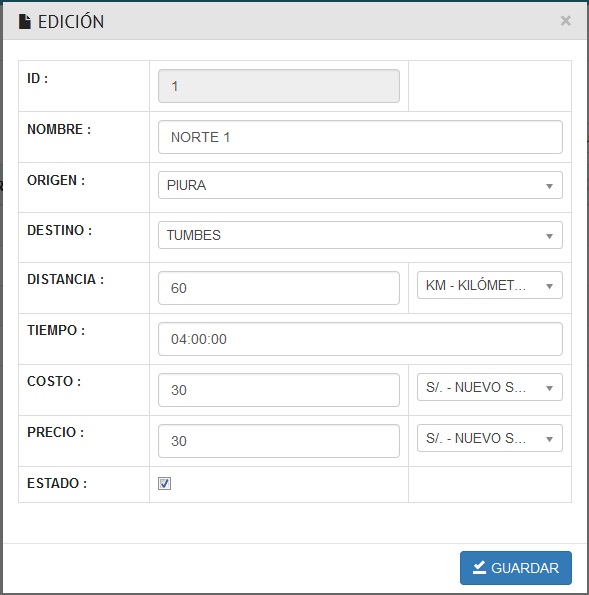 EDICIÓN ×
ID : 1
NOMBRE : NORTE 1
ORIGEN : PIURA
DESTINO : TUMBES
DISTANCIA : 60 KM - KILÓMET...
TIEMPO : 04:00:00
COSTO : 30 S/. - NUEVO S...
PRECIO : 30 S/. - NUEVO S...
ESTADO :
GUARDAR